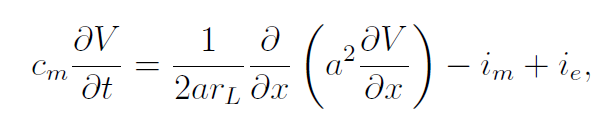 c_m ∂V/∂t = 1/(2ar_L) ∂/∂x (a² ∂V/∂x) − i_m + i_e,